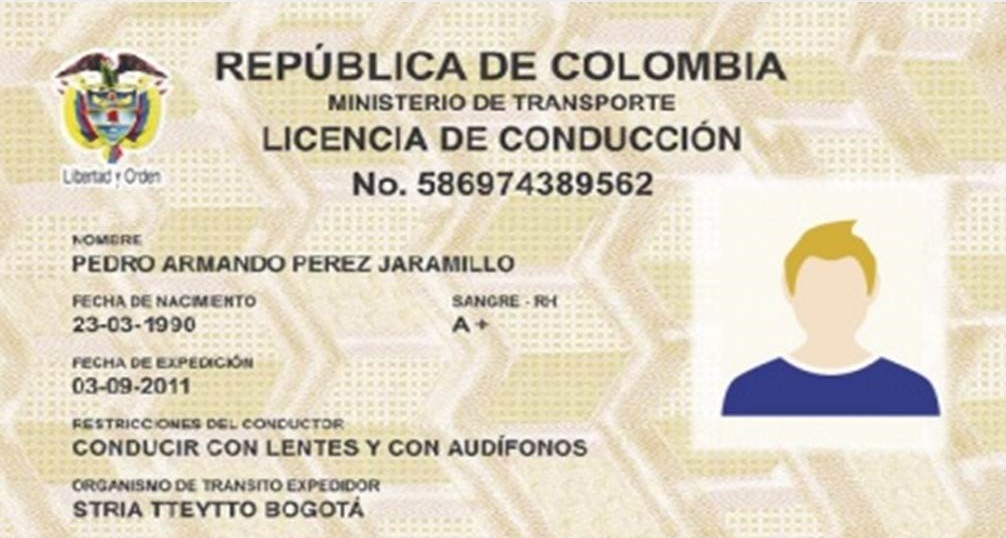 REPÚBLICA DE COLOMBIA
MINISTERIO DE TRANSPORTE
LICENCIA DE CONDUCCIÓN
No. 586974389562
Libertad y Orden
NOMBRE
PEDRO ARMANDO PEREZ JARAMILLO
FECHA DE NACIMIENTO
23-03-1990
SANGRE - RH
A +
FECHA DE EXPEDICIÓN
03-09-2011
RESTRICCIONES DEL CONDUCTOR
CONDUCIR CON LENTES Y CON AUDÍFONOS
ORGANISNO DE TRANSITO EXPEDIDOR
STRIA TTEYTTO BOGOTÁ